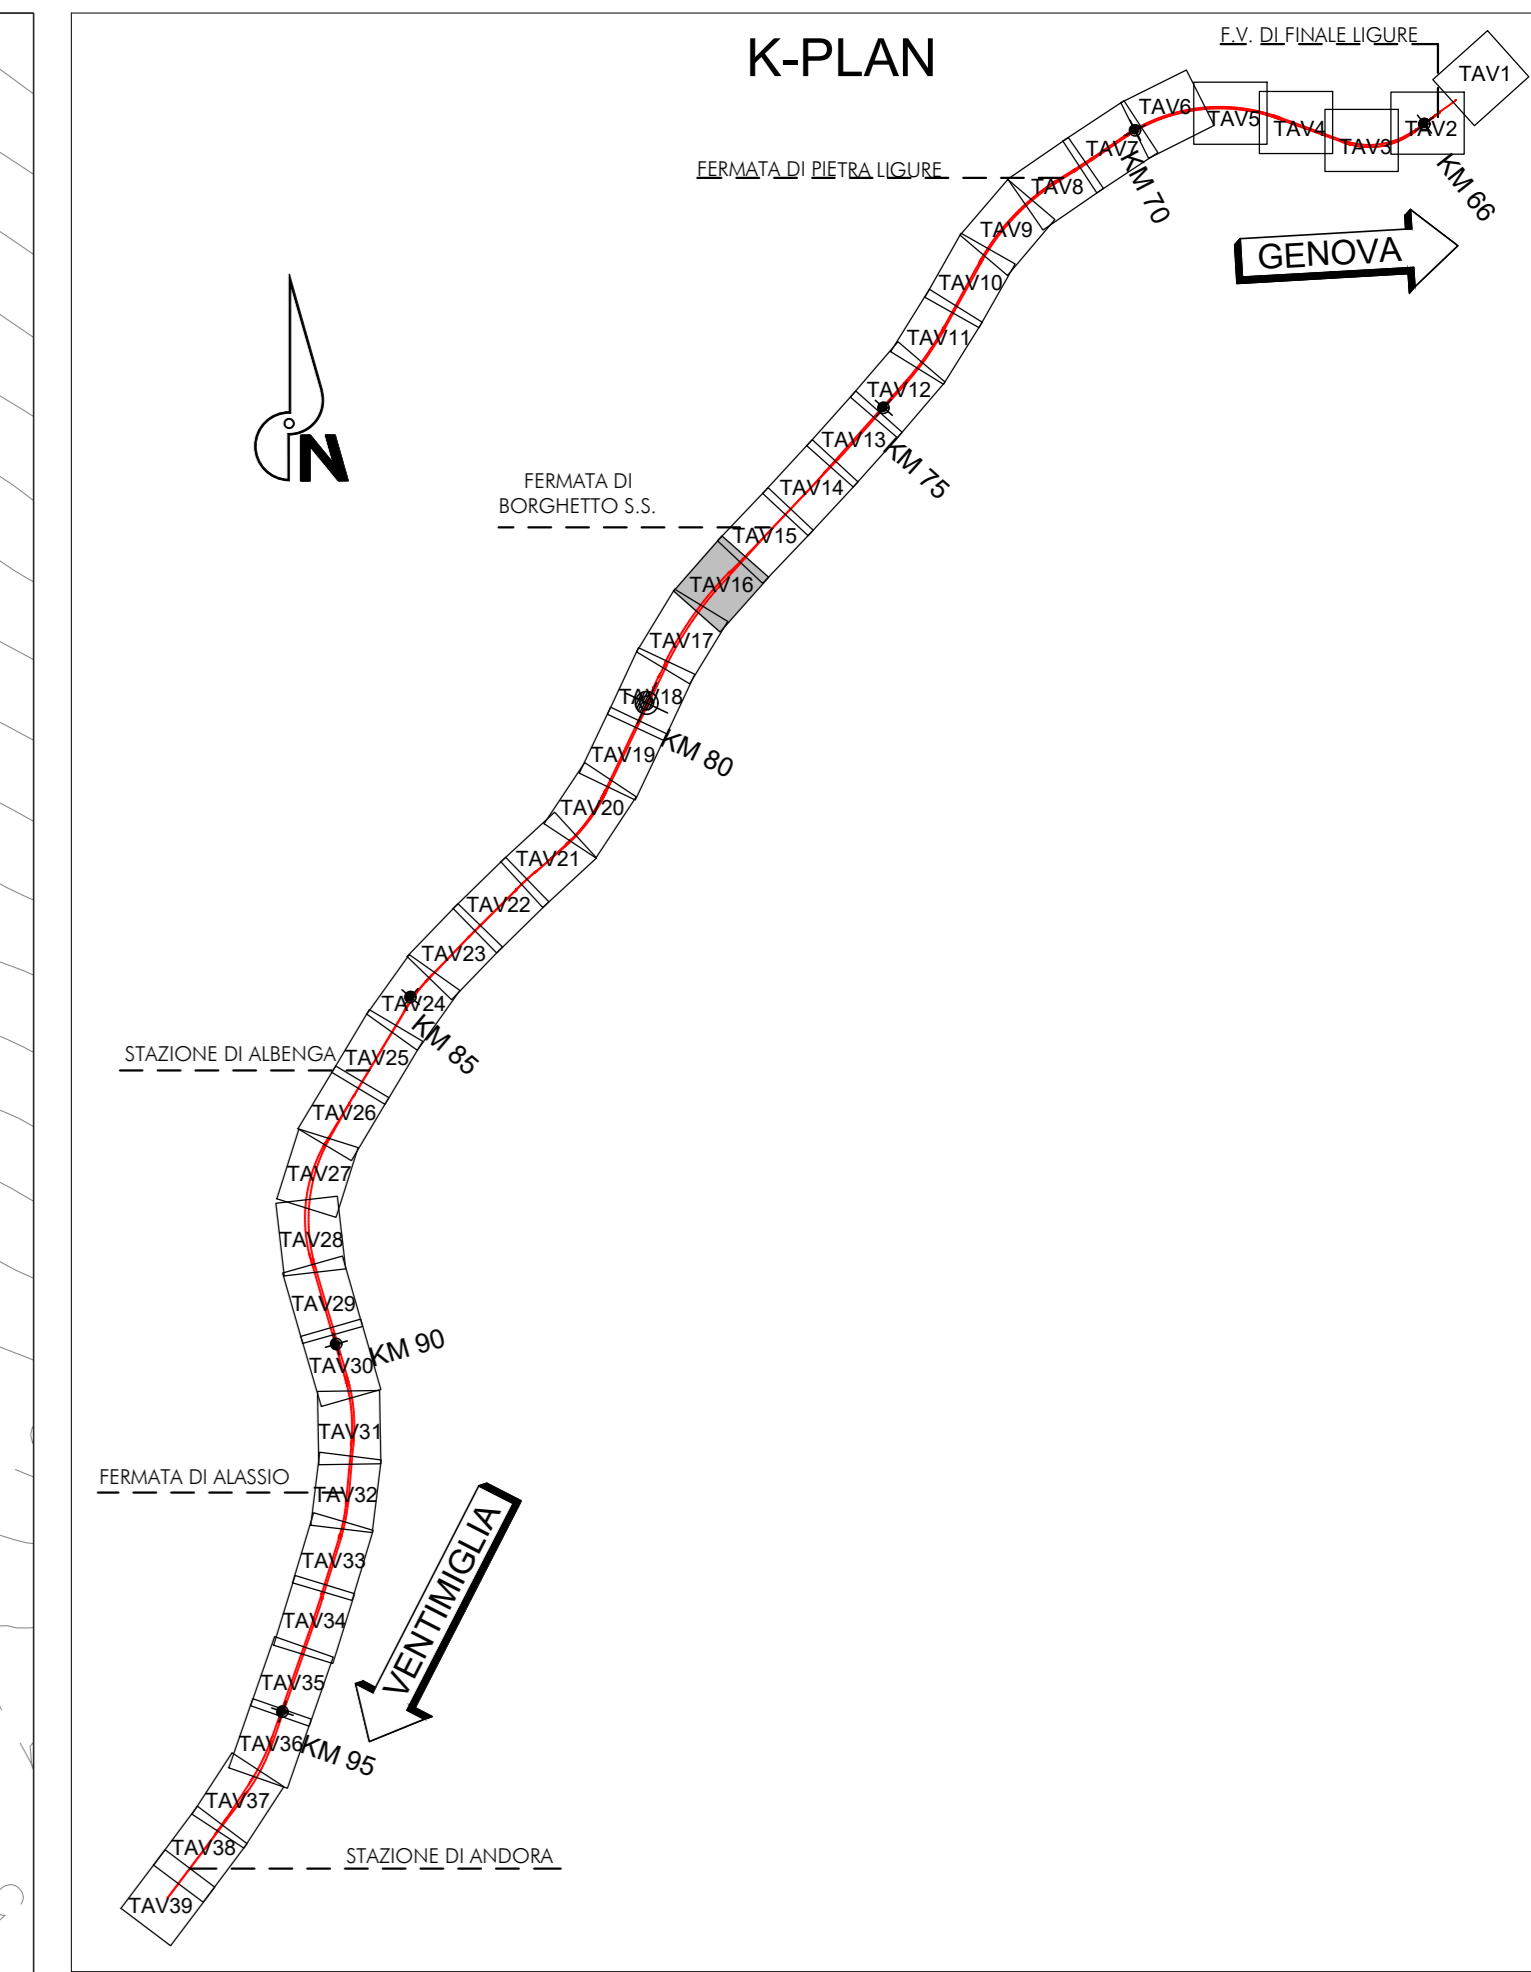 K-PLAN
F.V. DI FINALE LIGURE
TAV1
TAV2
TAV3
TAV4
TAV5
TAV6
KM 66
GENOVA
TAV7
KM 70
FERMATA DI PIETRA LIGURE
TAV8
TAV9
TAV10
TAV11
TAV12
N
TAV13
KM 75
TAV14
FERMATA DI
BORGHETTO S.S.
TAV15
TAV16
TAV17
TAV18
KM 80
TAV19
TAV20
TAV21
TAV22
TAV23
TAV24
KM 85
STAZIONE DI ALBENGA
TAV25
TAV26
TAV27
TAV28
TAV29
KM 90
TAV30
TAV31
FERMATA DI ALASSIO
TAV32
VENTIMIGLIA
TAV33
TAV34
TAV35
TAV36
KM 95
TAV37
TAV38
STAZIONE DI ANDORA
TAV39